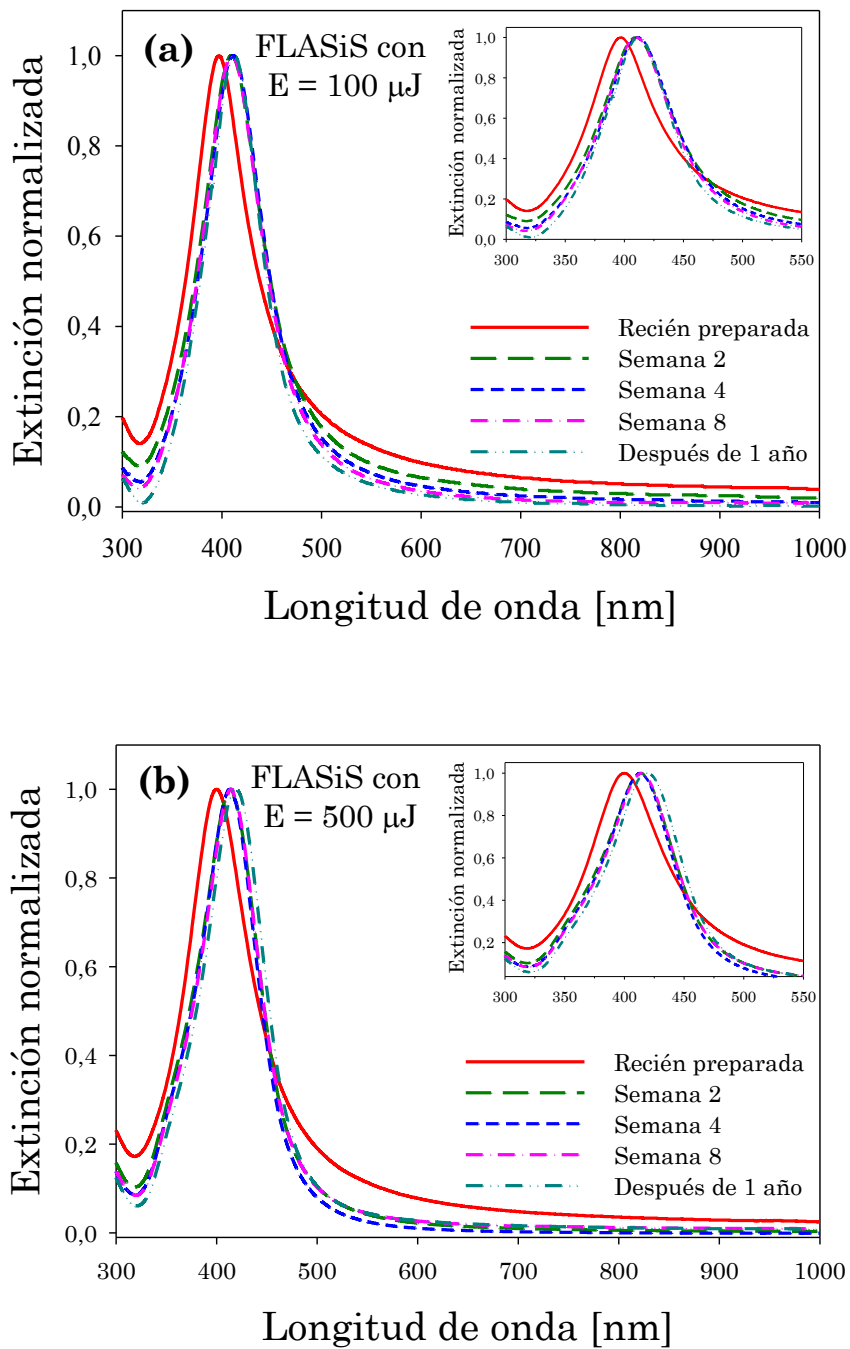 (a)
FLASiS con
E = 100 μJ
Extinción normalizada
1,0
0,8
0,6
0,4
0,2
0,0
300 400 500 600 700 800 900 1000
Longitud de onda [nm]
Extinción normalizada
1,0
0,8
0,6
0,4
0,2
0,0
300 350 400 450 500 550
Recién preparada
Semana 2
Semana 4
Semana 8
Después de 1 año
(b)
FLASiS con
E = 500 μJ
Extinción normalizada
1,0
0,8
0,6
0,4
0,2
0,0
300 400 500 600 700 800 900 1000
Longitud de onda [nm]
Extinción normalizada
1,0
0,8
0,6
0,4
0,2
300 350 400 450 500 550
Recién preparada
Semana 2
Semana 4
Semana 8
Después de 1 año